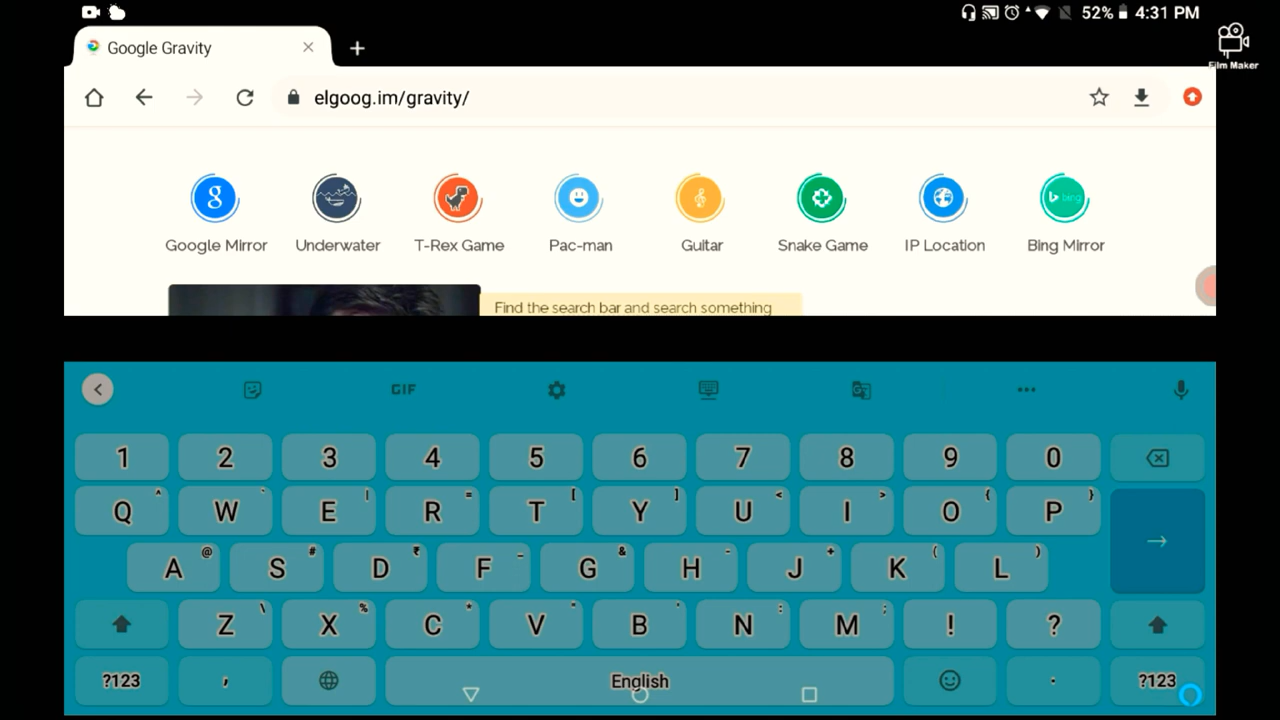 52% 4:31 PM
Film Maker
Google Gravity
elgoog.im/gravity/
g
bing
Google Mirror Underwater T-Rex Game Pac-man Guitar Snake Game IP Location Bing Mirror
Find the search bar and search something
GIF
1 2 3 4 5 6 7 8 9 0
^ ` | = [ ] < > { }
Q W E R T Y U I O P
@ # ₹ _ & - + ( )
A S D F G H J K L
\ % * " ' : ;
Z X C V B N M ! ?
?123 , English . ?123